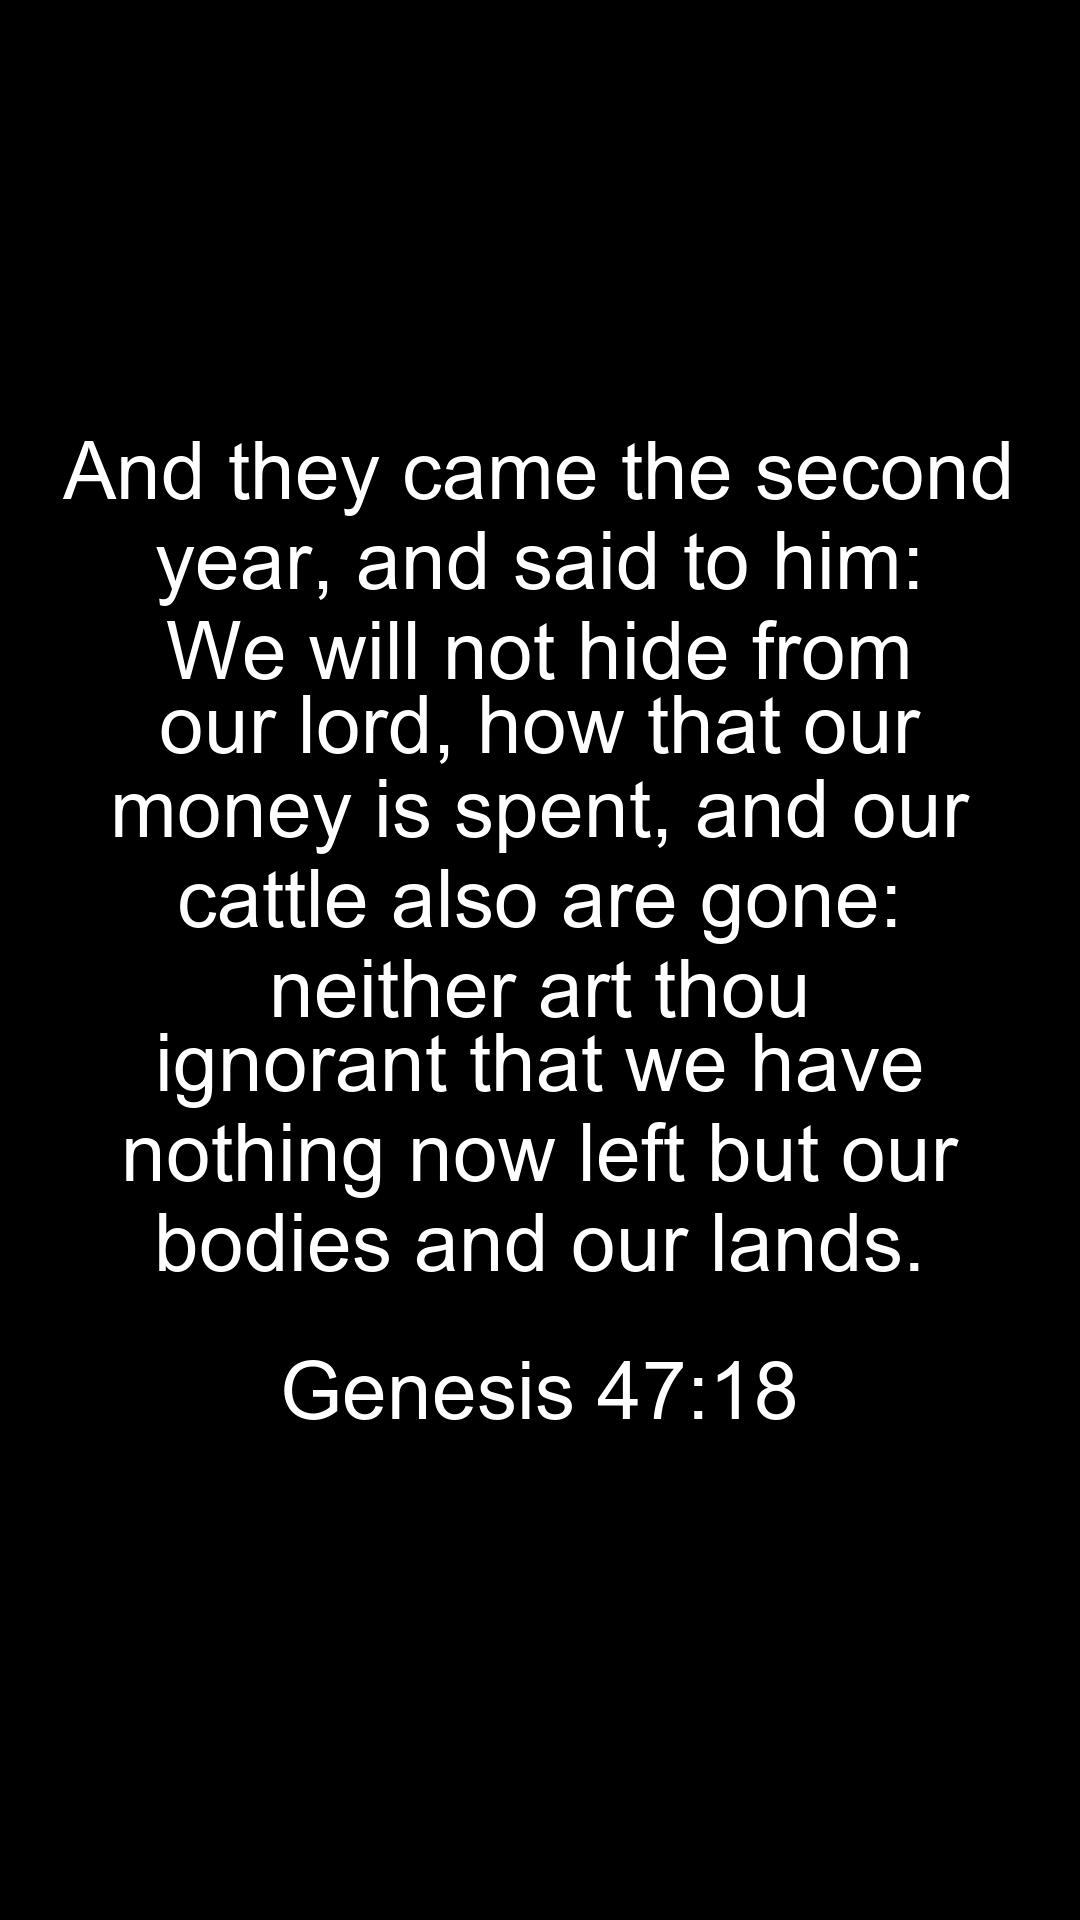 And they came the second
year, and said to him:
We will not hide from
our lord, how that our
money is spent, and our
cattle also are gone:
neither art thou
ignorant that we have
nothing now left but our
bodies and our lands.
Genesis 47:18